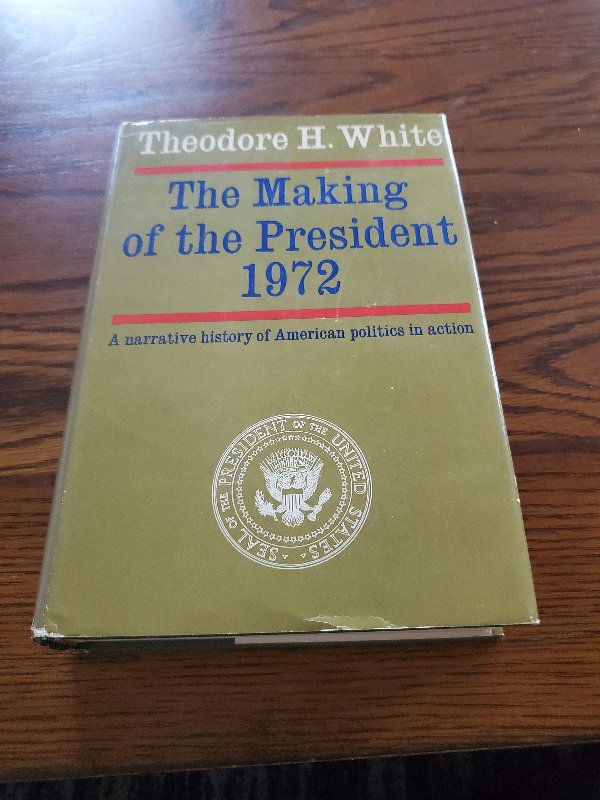 Theodore H. White
The Making
of the President
1972
A narrative history of American politics in action
SEAL OF THE PRESIDENT OF THE UNITED STATES